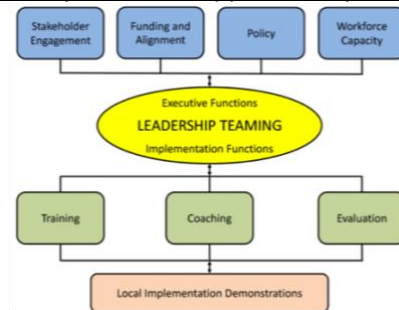 Stakeholder
Engagement
Funding and
Alignment
Policy
Workforce
Capacity
Executive Functions
LEADERSHIP TEAMING
Implementation Functions
Training
Coaching
Evaluation
Local Implementation Demonstrations